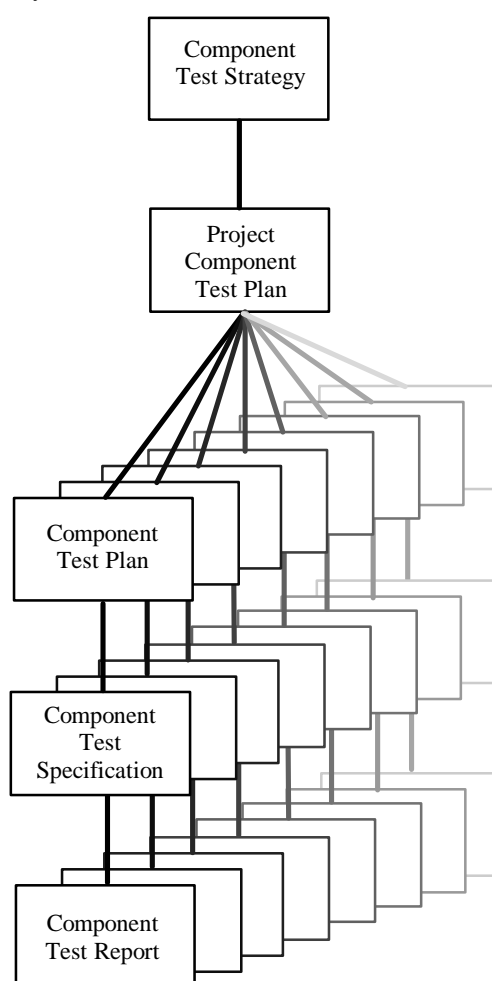 Component
Test Strategy
Project
Component
Test Plan
Component
Test Plan
Component
Test
Specification
Component
Test Report